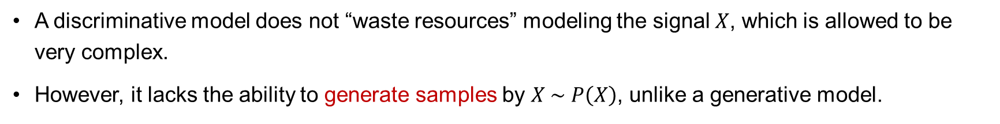 • A discriminative model does not “waste resources” modeling the signal X, which is allowed to be
very complex.
• However, it lacks the ability to generate samples by X ~ P(X), unlike a generative model.